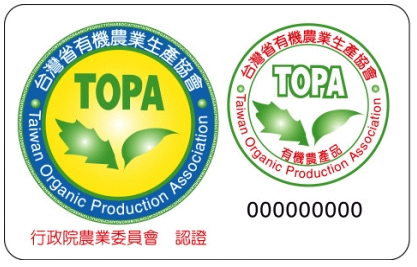 台灣省有機農業生產協會
TOPA
Taiwan Organic Production Association
行政院農業委員會 認證
台灣省有機農業生產協會
TOPA
有機農產品
Taiwan Organic Production Association
000000000